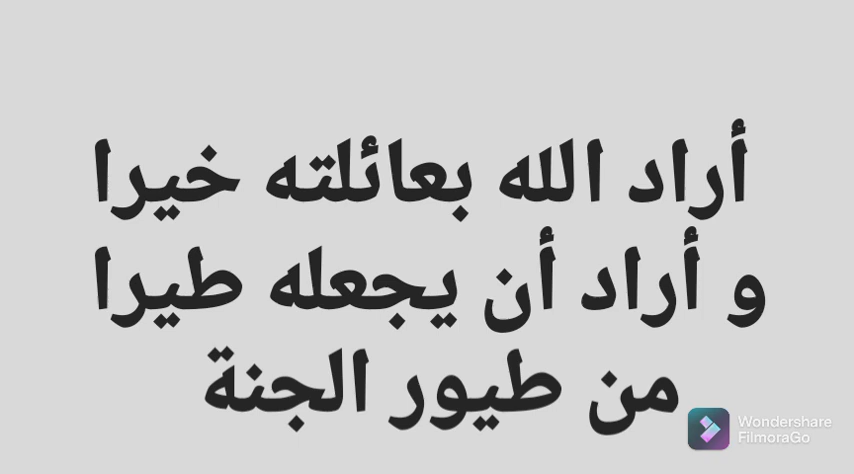 أراد الله بعائلته خيرا
و أراد أن يجعله طيرا
من طيور الجنة
Wondershare
FilmoraGo